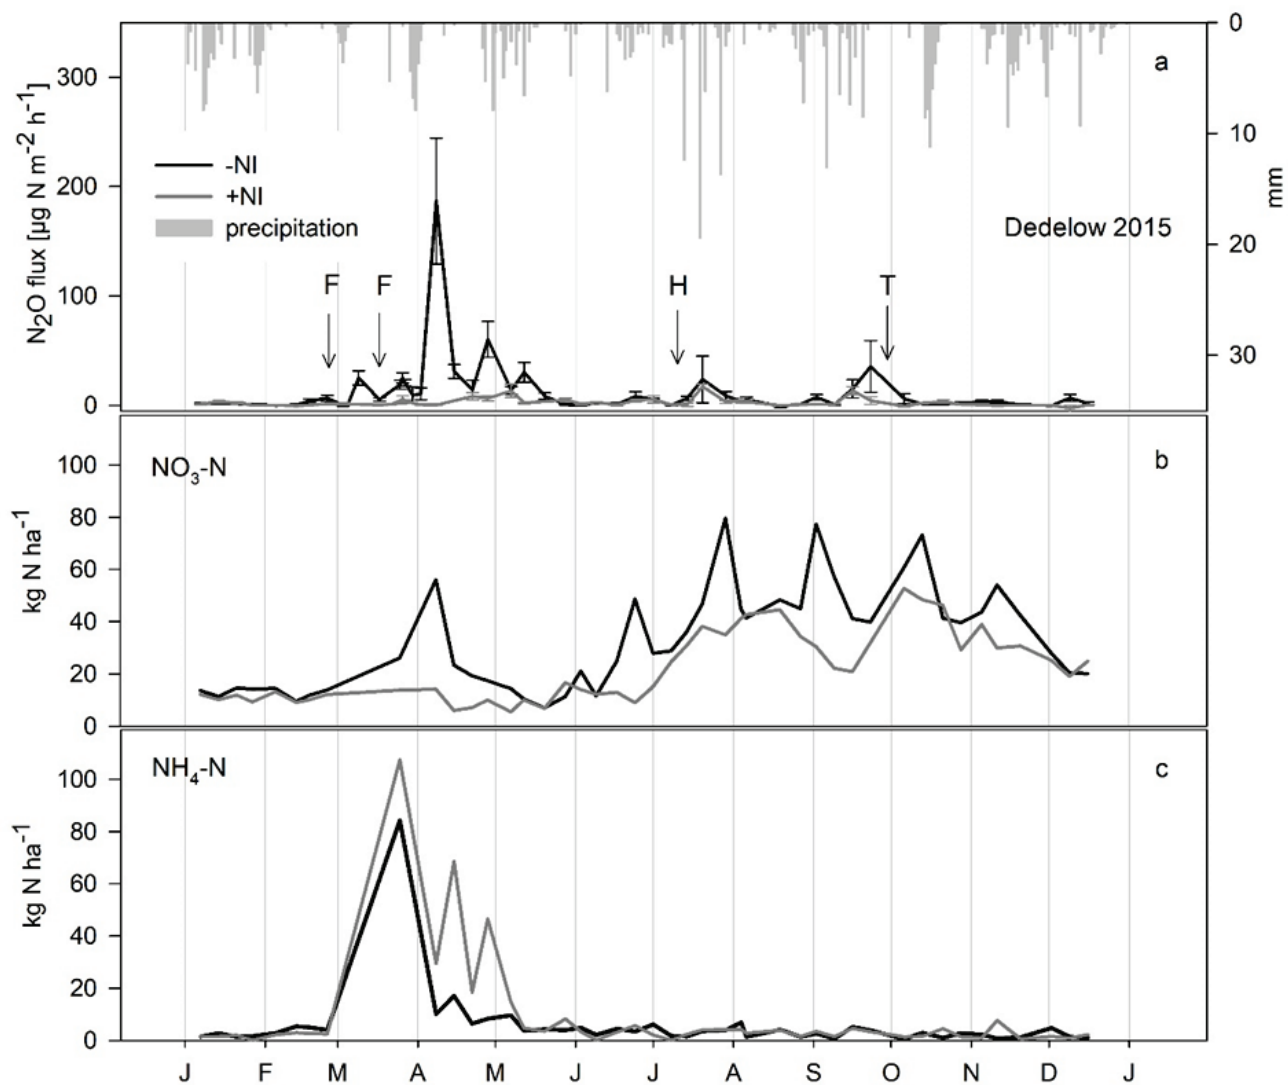 0
a
300
10
-NI
+NI
precipitation
200
Dedelow 2015
20
F F H T
100
30
0
N₂O flux [µg N m⁻² h⁻¹]
mm
NO₃-N
b
100
80
60
40
20
0
kg N ha⁻¹
NH₄-N
c
100
80
60
40
20
0
kg N ha⁻¹
J F M A M J J A S O N D J